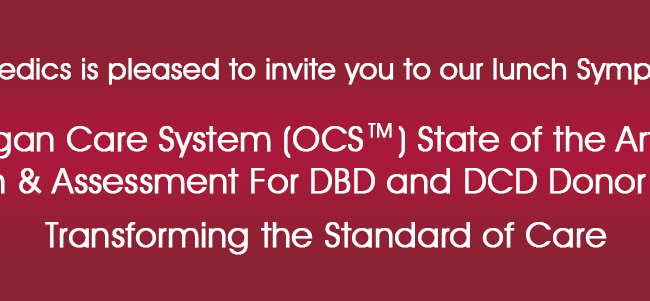 edics is pleased to invite you to our lunch Symp
gan Care System (OCS™) State of the Ar
& Assessment For DBD and DCD Donor
Transforming the Standard of Care